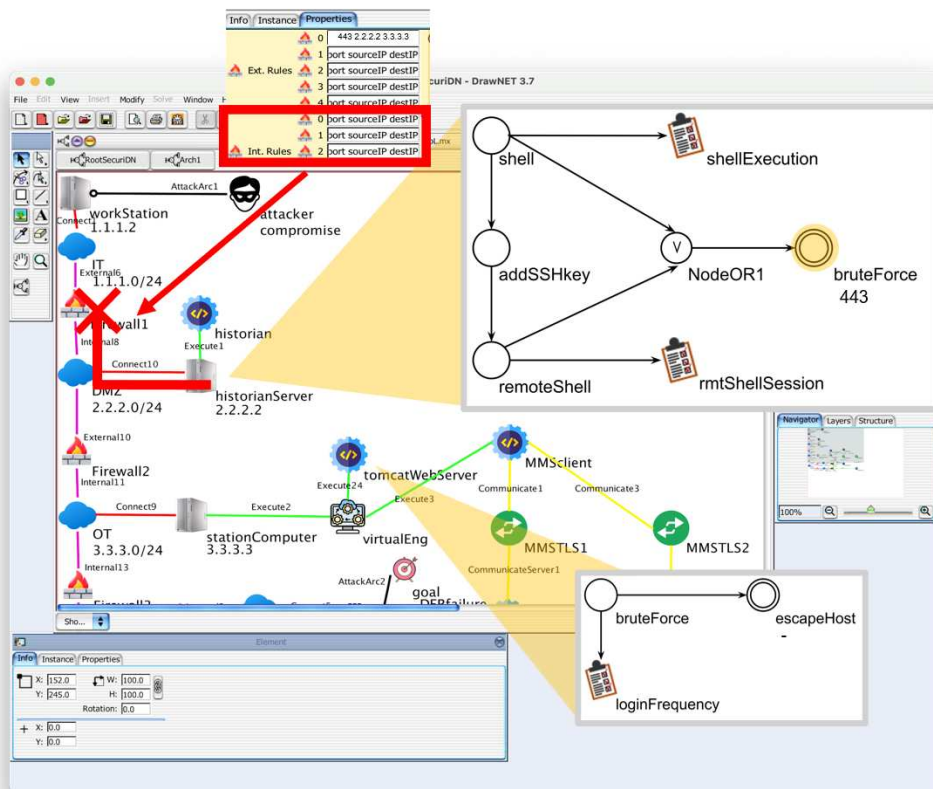 Info Instance Properties
0 443 2.2.2.2 3.3.3.3
1 port sourceIP destIP
Ext. Rules 2 port sourceIP destIP
3 port sourceIP destIP
4 port sourceIP destIP
0 port sourceIP destIP
1 port sourceIP destIP
Int. Rules 2 port sourceIP destIP
curiDN - DrawNET 3.7
File Edit View Insert Modify Solve Window H
RootSecuriDN Arch1
.mx
AttackArc1
workStation
1.1.1.2
attacker
compromise
Connect
IT
1.1.1.0/24
External6
Firewall1
Internal8
historian
Execute1
Connect10
DMZ
2.2.2.0/24
historianServer
2.2.2.2
External10
Firewall2
Internal11
Connect9
OT
3.3.3.0/24
stationComputer
3.3.3.3
Execute2
Execute24
tomcatWebServer
Execute3
virtualEng
MMSclient
Communicate1
Communicate3
MMSTLS1
MMSTLS2
CommunicateServer1
Internal13
AttackArc2
goal
shell
shellExecution
addSSHkey
V
NodeOR1
bruteForce
443
remoteShell
rmtShellSession
Navigator Layers Structure
100%
bruteForce
escapeHost
-
loginFrequency
Sho...
Element
Info Instance Properties
X: 152.0 W: 100.0
Y: 245.0 H: 100.0
Rotation: 0.0
X: 0.0
Y: 0.0